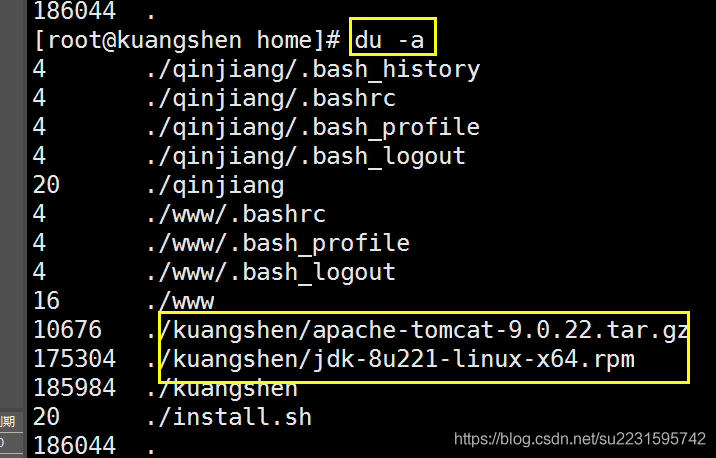 186044 .
[root@kuangshen home]# du -a
4 ./qinjiang/.bash_history
4 ./qinjiang/.bashrc
4 ./qinjiang/.bash_profile
4 ./qinjiang/.bash_logout
20 ./qinjiang
4 ./www/.bashrc
4 ./www/.bash_profile
4 ./www/.bash_logout
16 ./www
10676 ./kuangshen/apache-tomcat-9.0.22.tar.gz
175304 ./kuangshen/jdk-8u221-linux-x64.rpm
185984 ./kuangshen
20 ./install.sh
186044 .
期
0
https://blog.csdn.net/su2231595742